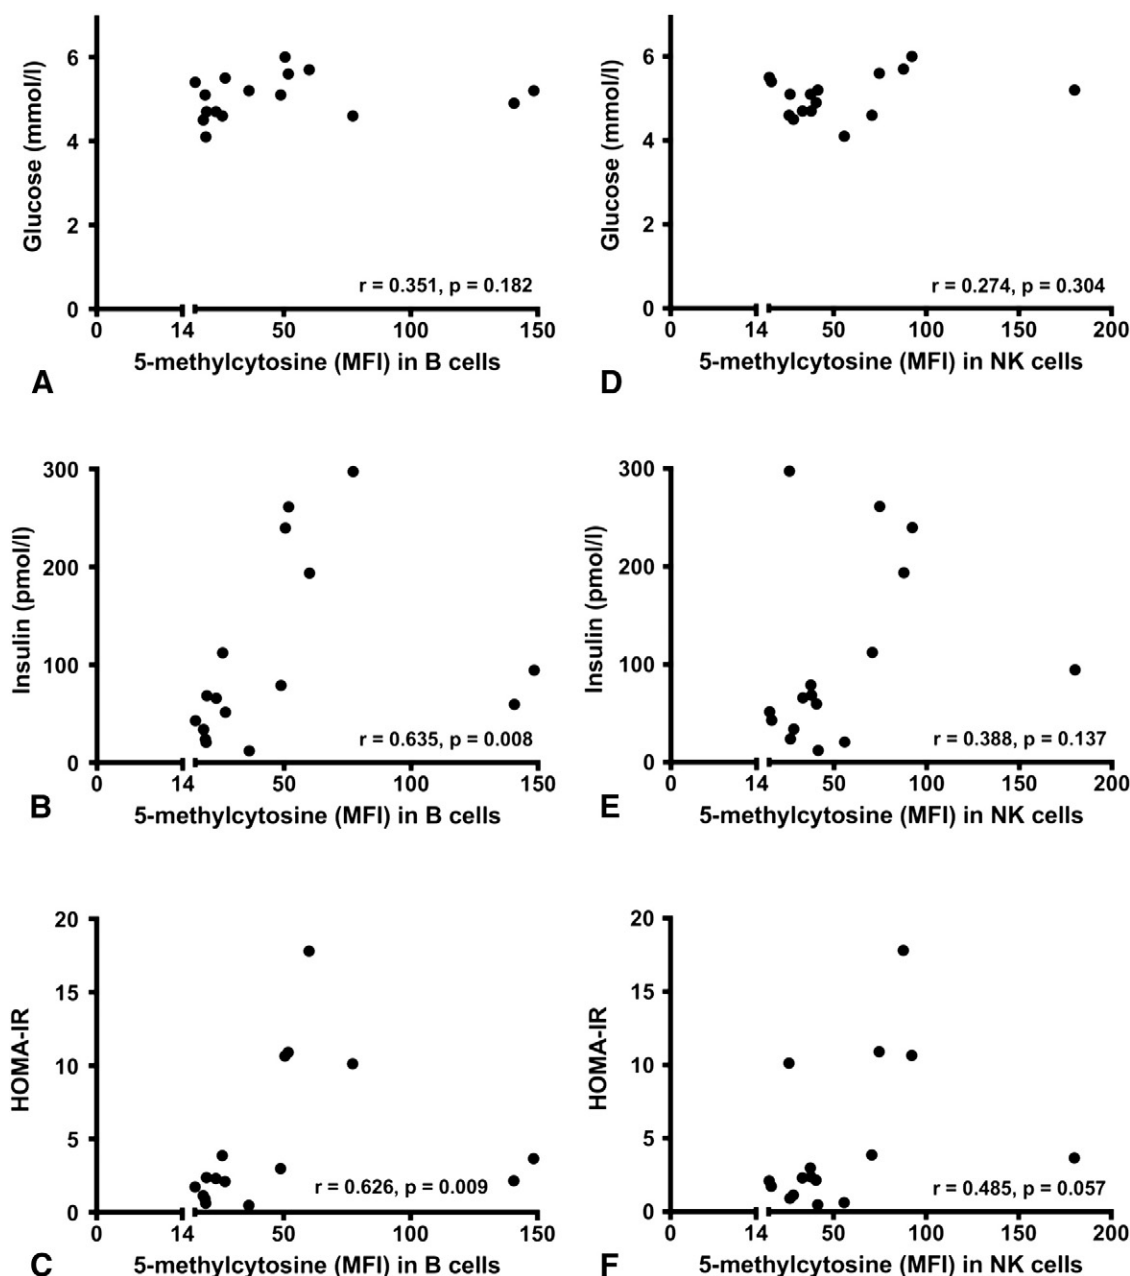 Glucose (mmol/l)
6
4
2
0
r = 0.351, p = 0.182
0 14 50 100 150
5-methylcytosine (MFI) in B cells
A
Glucose (mmol/l)
6
4
2
0
r = 0.274, p = 0.304
0 14 50 100 150 200
5-methylcytosine (MFI) in NK cells
D
Insulin (pmol/l)
300
200
100
0
r = 0.635, p = 0.008
0 14 50 100 150
5-methylcytosine (MFI) in B cells
B
Insulin (pmol/l)
300
200
100
0
r = 0.388, p = 0.137
0 14 50 100 150 200
5-methylcytosine (MFI) in NK cells
E
HOMA-IR
20
15
10
5
0
r = 0.626, p = 0.009
0 14 50 100 150
5-methylcytosine (MFI) in B cells
C
HOMA-IR
20
15
10
5
0
r = 0.485, p = 0.057
0 14 50 100 150 200
5-methylcytosine (MFI) in NK cells
F